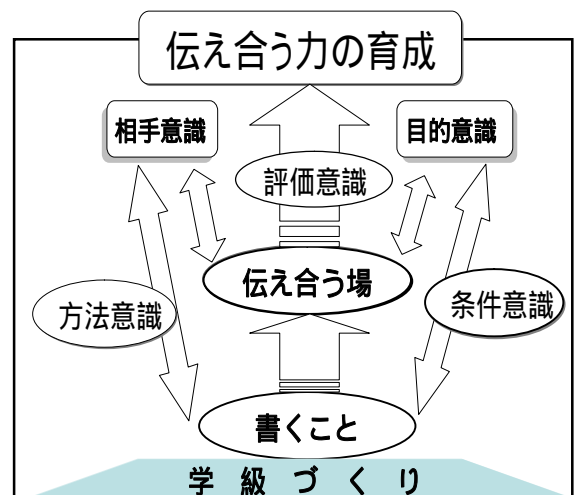 伝え合う力の育成
相手意識
目的意識
評価意識
伝え合う場
方法意識
条件意識
書くこと
学級づくり